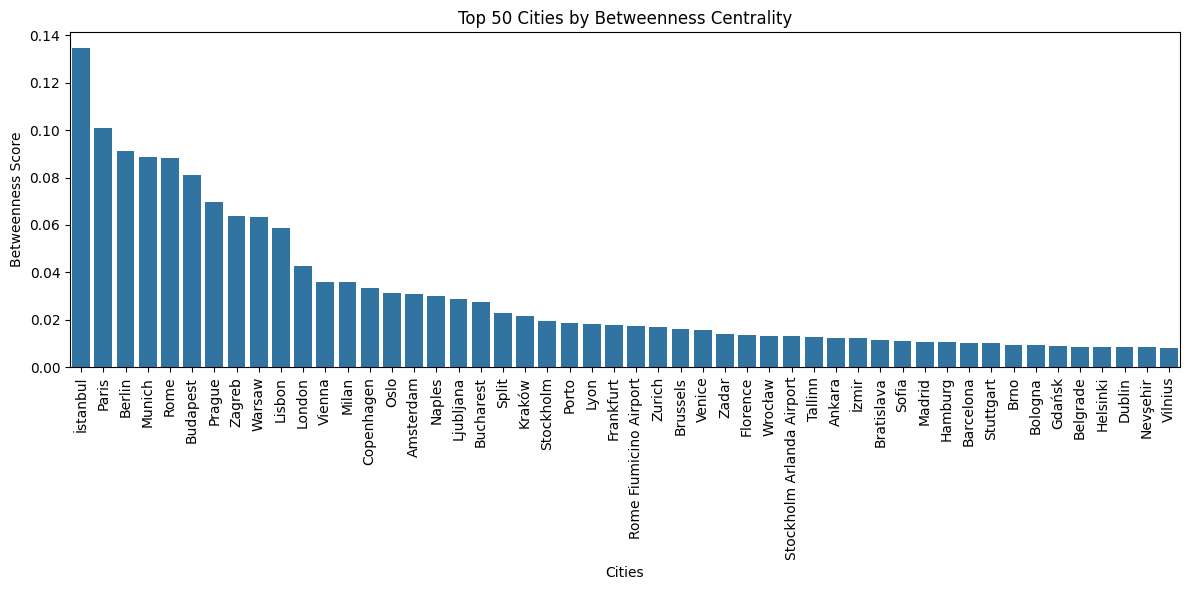 Top 50 Cities by Betweenness Centrality
Betweenness Score
0.14
0.12
0.10
0.08
0.06
0.04
0.02
0.00
İstanbul
Paris
Berlin
Munich
Rome
Budapest
Prague
Zagreb
Warsaw
Lisbon
London
Vienna
Milan
Copenhagen
Oslo
Amsterdam
Naples
Ljubljana
Bucharest
Split
Kraków
Stockholm
Porto
Lyon
Frankfurt
Rome Fiumicino Airport
Zurich
Brussels
Venice
Zadar
Florence
Wrocław
Stockholm Arlanda Airport
Tallinn
Ankara
İzmir
Bratislava
Sofia
Madrid
Hamburg
Barcelona
Stuttgart
Brno
Bologna
Gdańsk
Belgrade
Helsinki
Dublin
Nevşehir
Vilnius
Cities